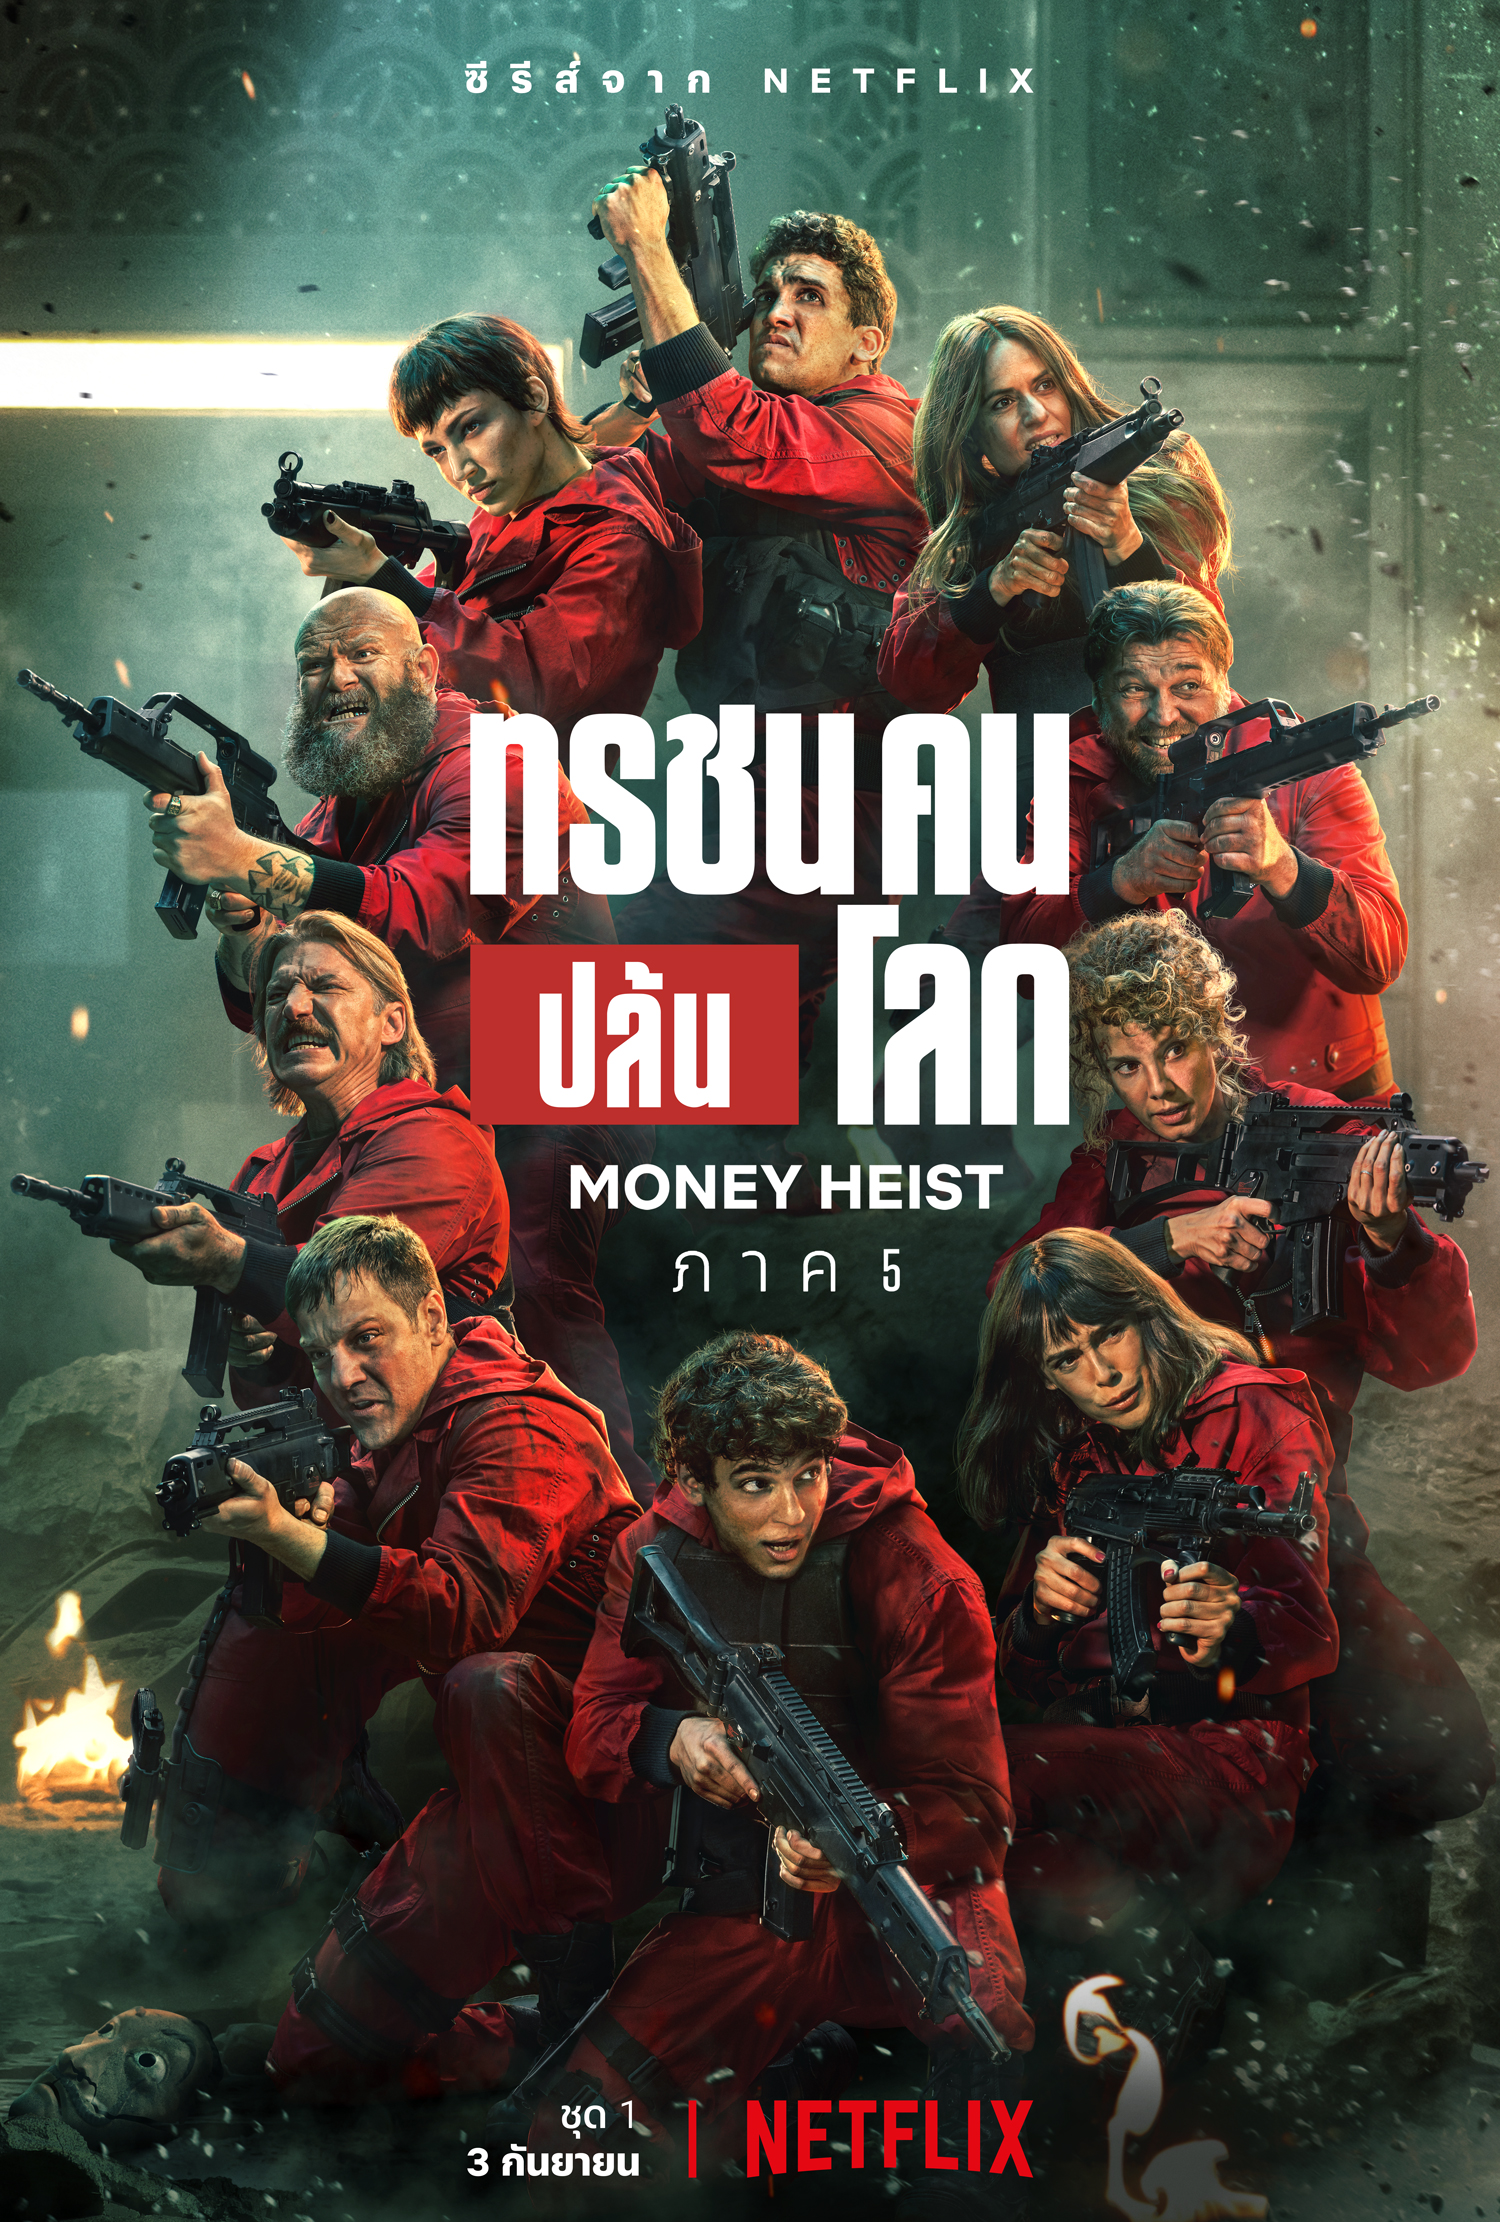 ซีรีส์จาก NETFLIX
ทรชนคน
ปล้นโลก
MONEY HEIST
ภาค 5
ชุด 1
3 กันยายน
NETFLIX